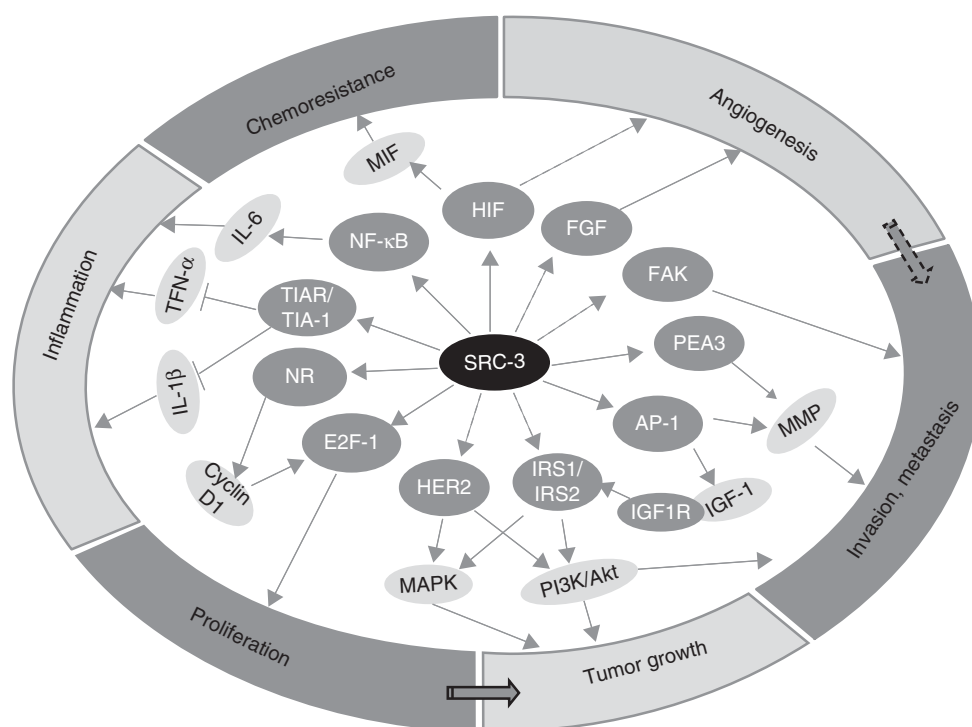 Chemoresistance
Angiogenesis
MIF
HIF
FGF
IL-6
NF-κB
FAK
TFN-α
TIAR/
TIA-1
Inflammation
PEA3
SRC-3
IL-1β
NR
AP-1
MMP
E2F-1
Cyclin
D1
HER2
IRS1/
IRS2
IGF1R
IGF-1
Invasion, metastasis
MAPK
PI3K/Akt
Proliferation
Tumor growth